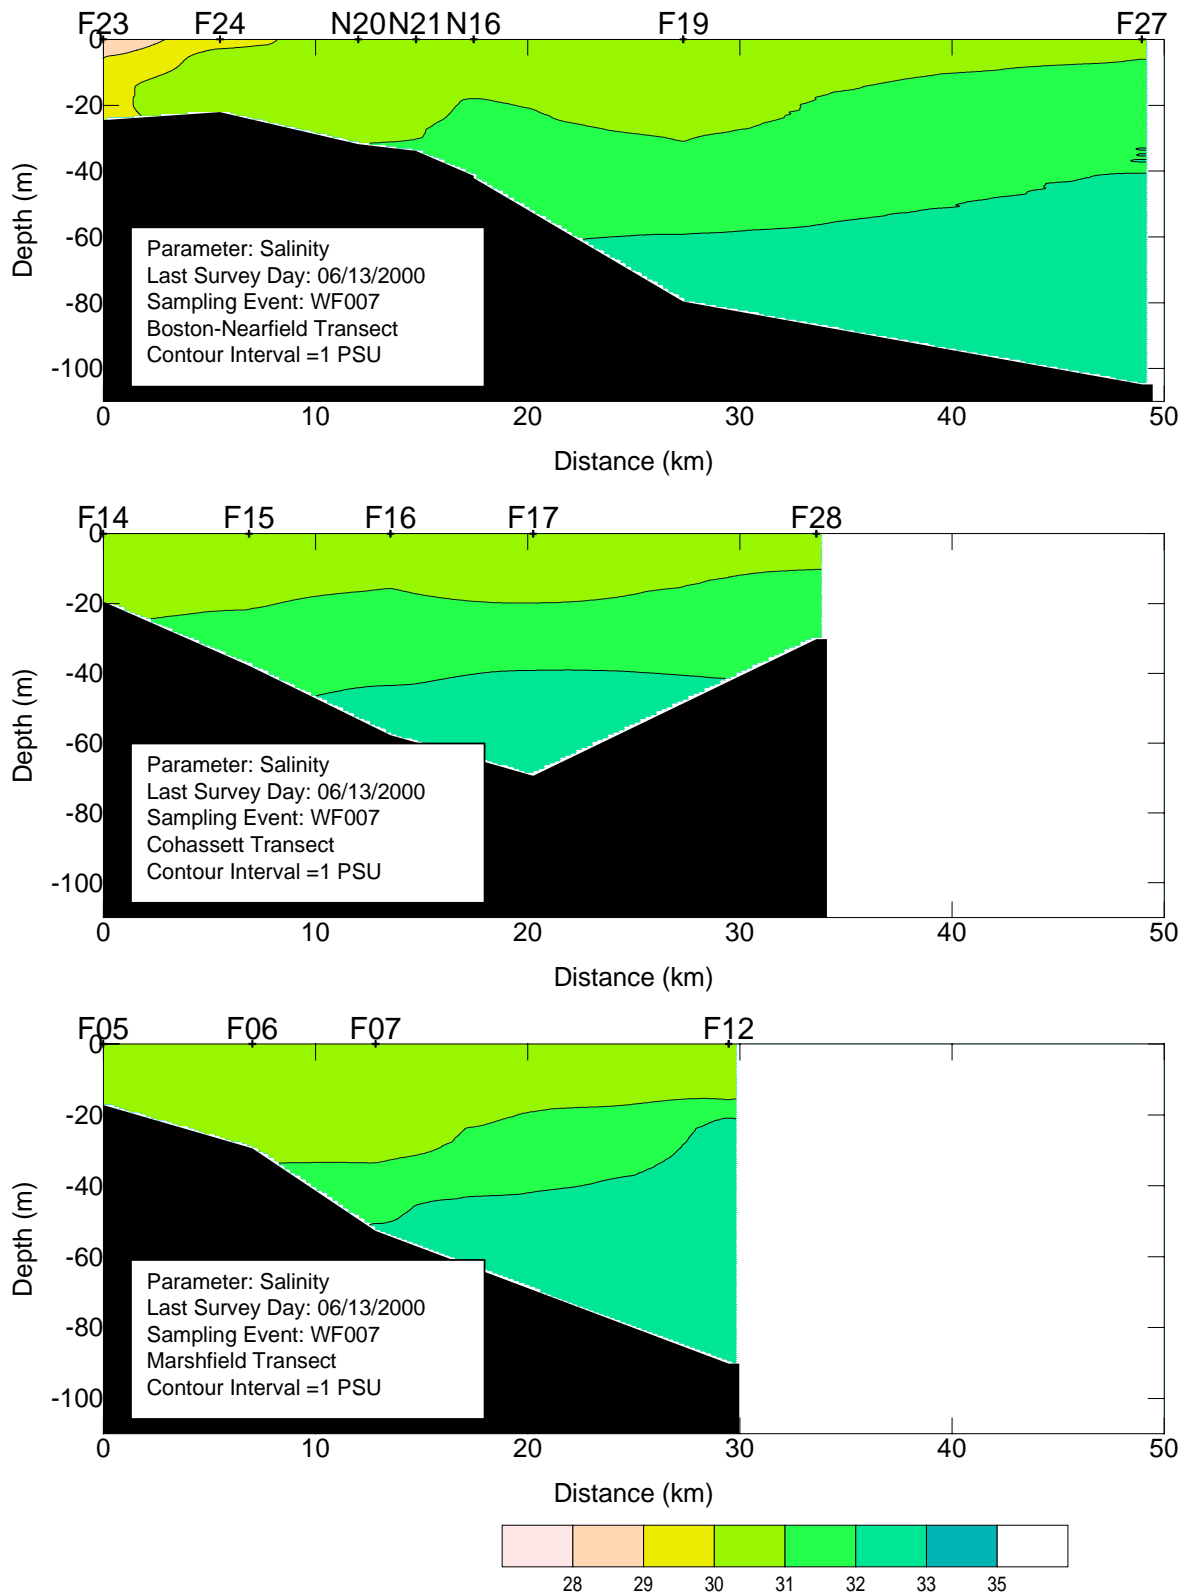 F23 F24 N20 N21 N16 F19 F27
0
-20
-40
-60
-80
-100
Depth (m)
Parameter: Salinity
Last Survey Day: 06/13/2000
Sampling Event: WF007
Boston-Nearfield Transect
Contour Interval =1 PSU
0 10 20 30 40 50
Distance (km)
F14 F15 F16 F17 F28
0
-20
-40
-60
-80
-100
Depth (m)
Parameter: Salinity
Last Survey Day: 06/13/2000
Sampling Event: WF007
Cohassett Transect
Contour Interval =1 PSU
0 10 20 30 40 50
Distance (km)
F05 F06 F07 F12
0
-20
-40
-60
-80
-100
Depth (m)
Parameter: Salinity
Last Survey Day: 06/13/2000
Sampling Event: WF007
Marshfield Transect
Contour Interval =1 PSU
0 10 20 30 40 50
Distance (km)
28 29 30 31 32 33 35